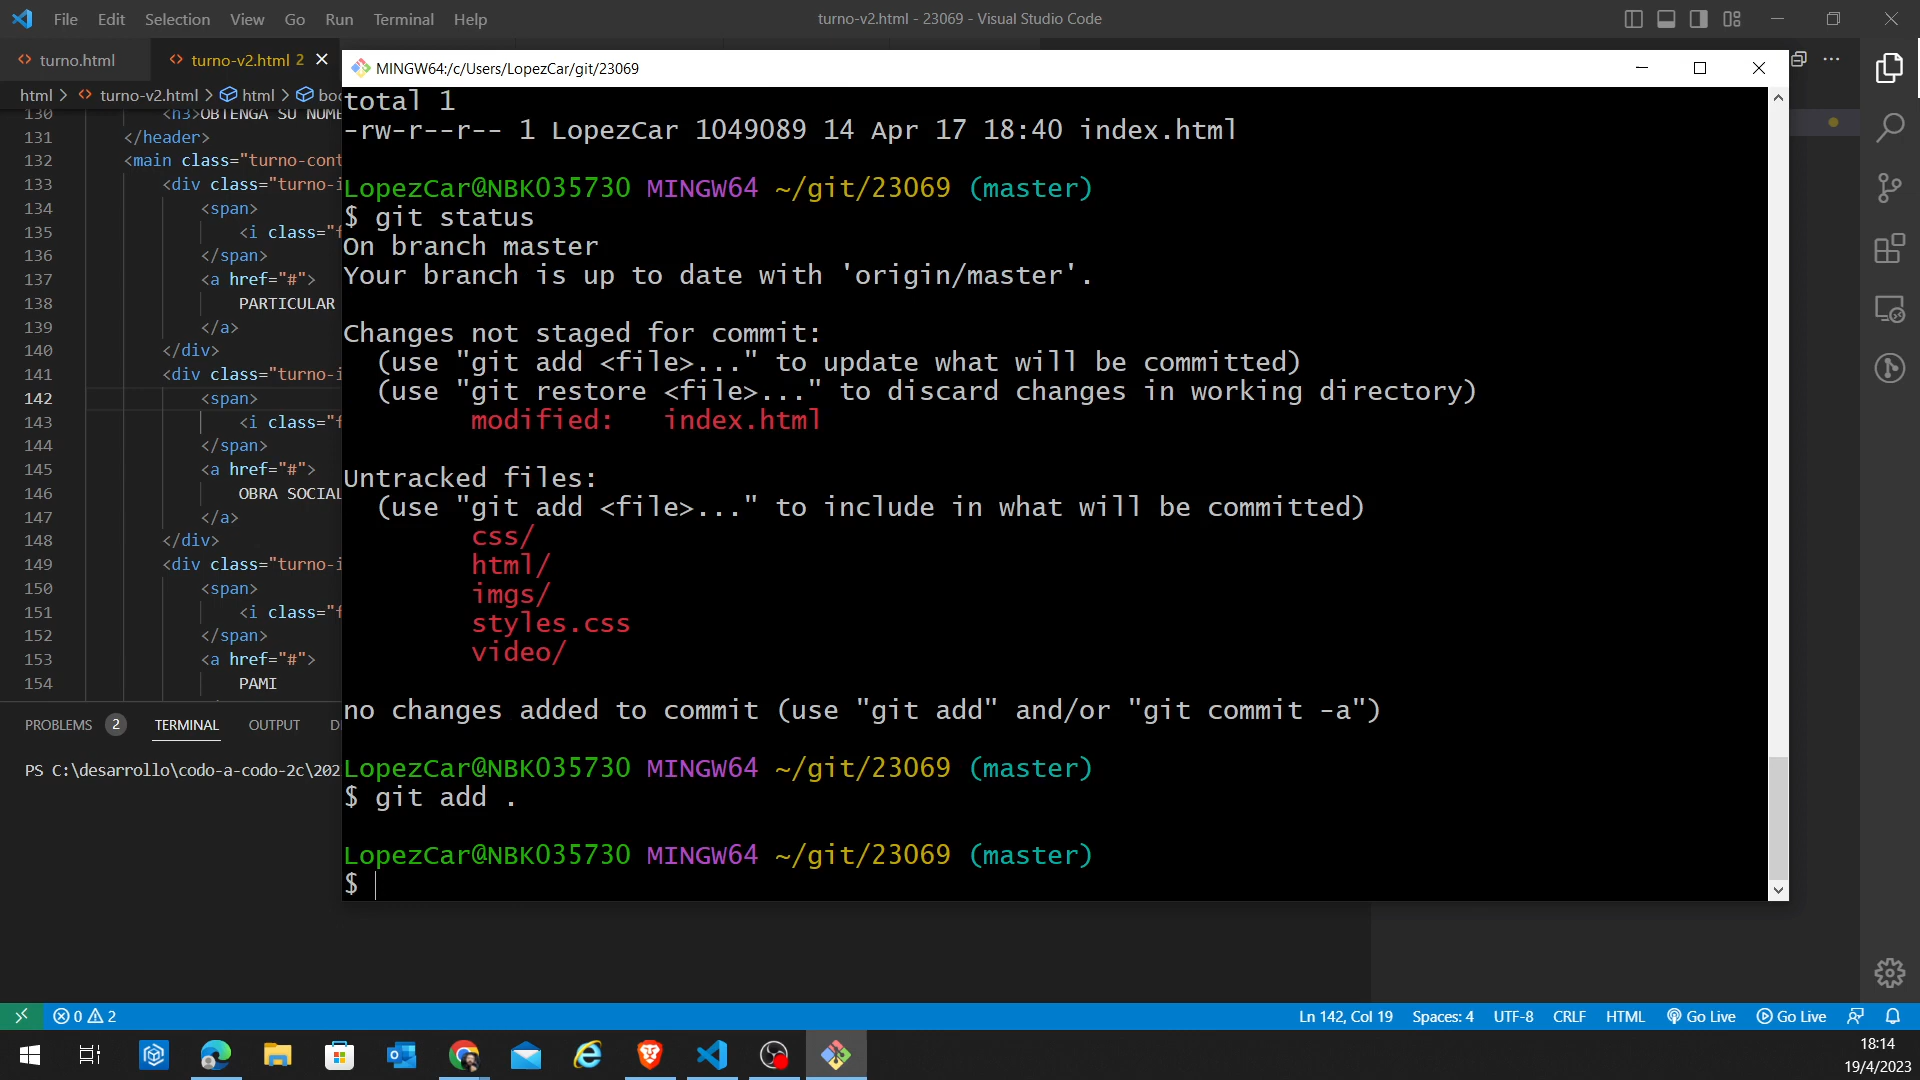 File Edit Selection View Go Run Terminal Help
turno-v2.html - 23069 - Visual Studio Code
turno.html
turno-v2.html 2
html > turno-v2.html > html >
130 <h3>OBTENGA SU
131 </header>
132 <main class="turno-cont
133 <div class="turno-i
134 <span>
135 <i class="f
136 </span>
137 <a href="#">
138 PARTICULAR
139 </a>
140 </div>
141 <div class="turno-i
142 <span>
143 <i class="f
144 </span>
145 <a href="#">
146 OBRA SOCIAL
147 </a>
148 </div>
149 <div class="turno-i
150 <span>
151 <i class="f
152 </span>
153 <a href="#">
154 PAMI
PROBLEMS 2 TERMINAL OUTPUT D
PS C:\desarrollo\codo-a-codo-2c\202
MINGW64:/c/Users/LopezCar/git/23069
total 1
-rw-r--r-- 1 LopezCar 1049089 14 Apr 17 18:40 index.html
LopezCar@NBK035730 MINGW64 ~/git/23069 (master)
$ git status
On branch master
Your branch is up to date with 'origin/master'.
Changes not staged for commit:
(use "git add <file>..." to update what will be committed)
(use "git restore <file>..." to discard changes in working directory)
modified: index.html
Untracked files:
(use "git add <file>..." to include in what will be committed)
css/
html/
imgs/
styles.css
video/
no changes added to commit (use "git add" and/or "git commit -a")
LopezCar@NBK035730 MINGW64 ~/git/23069 (master)
$ git add .
LopezCar@NBK035730 MINGW64 ~/git/23069 (master)
$
0 2
Ln 142, Col 19 Spaces: 4 UTF-8 CRLF HTML Go Live Go Live
18:14
19/4/2023